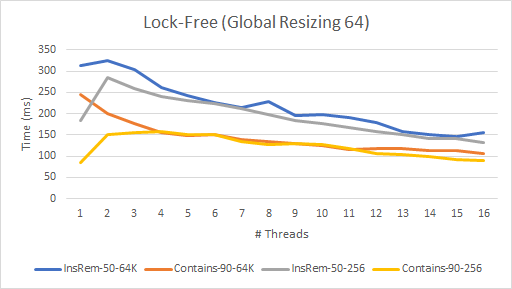 Lock-Free (Global Resizing 64)
350
300
250
200
150
100
50
0
Time (ms)
1 2 3 4 5 6 7 8 9 10 11 12 13 14 15 16
# Threads
InsRem-50-64K Contains-90-64K InsRem-50-256 Contains-90-256